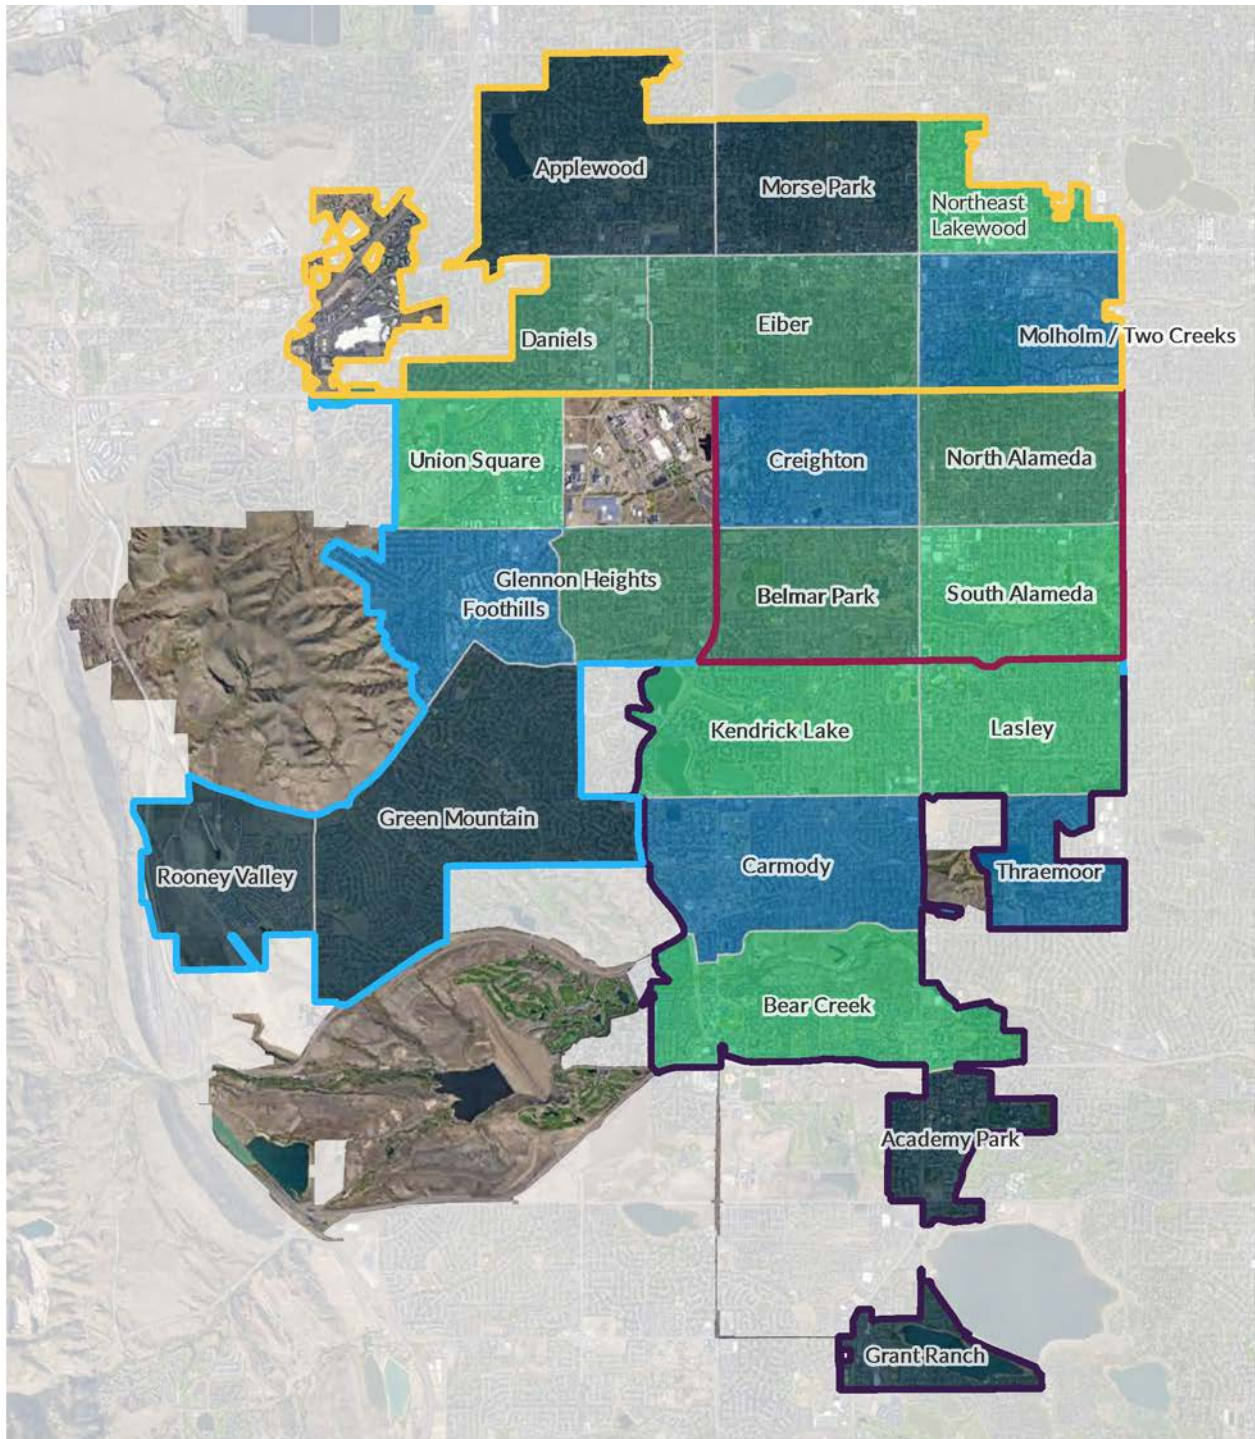 Applewood
Morse Park
Northeast
Lakewood
Daniels
Eiber
Molholm / Two Creeks
Union Square
Creighton
North Alameda
Glennon Heights
Foothills
Belmar Park
South Alameda
Kendrick Lake
Lasley
Green Mountain
Rooney Valley
Carmody
Thraemoor
Bear Creek
Academy Park
Grant Ranch